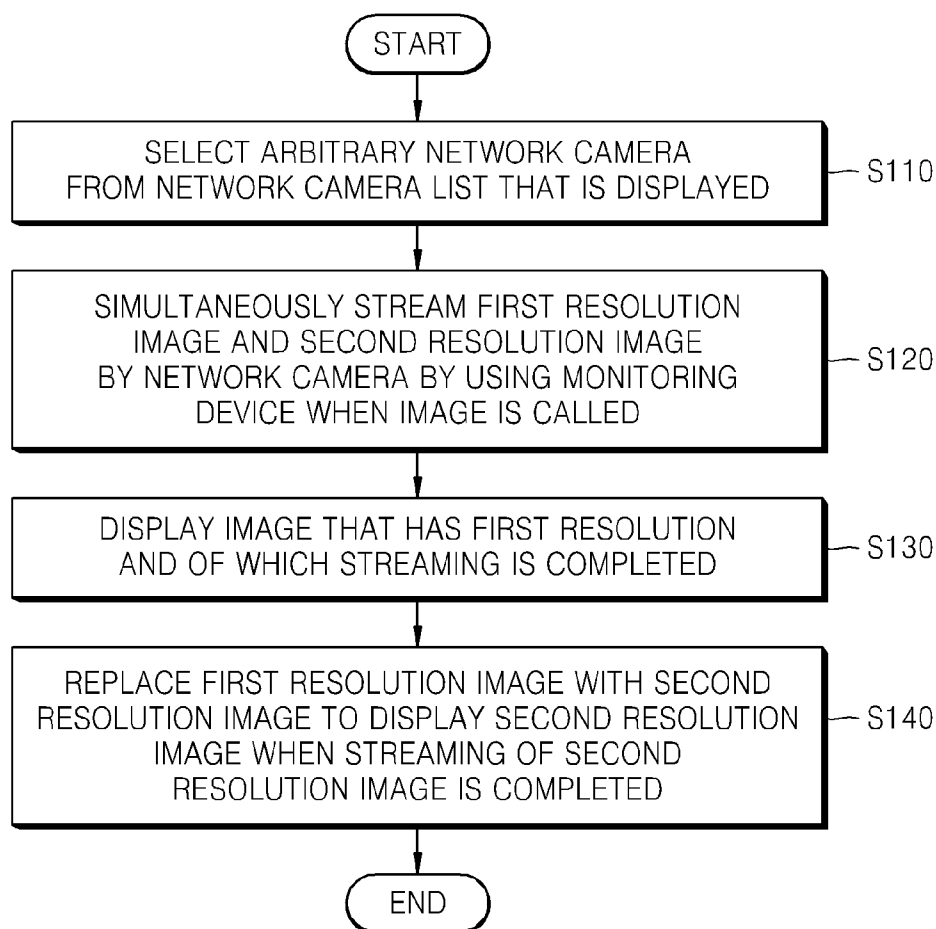 START
SELECT ARBITRARY NETWORK CAMERA
FROM NETWORK CAMERA LIST THAT IS DISPLAYED
S110
SIMULTANEOUSLY STREAM FIRST RESOLUTION
IMAGE AND SECOND RESOLUTION IMAGE
BY NETWORK CAMERA BY USING MONITORING
DEVICE WHEN IMAGE IS CALLED
S120
DISPLAY IMAGE THAT HAS FIRST RESOLUTION
AND OF WHICH STREAMING IS COMPLETED
S130
REPLACE FIRST RESOLUTION IMAGE WITH SECOND
RESOLUTION IMAGE TO DISPLAY SECOND RESOLUTION
IMAGE WHEN STREAMING OF SECOND
RESOLUTION IMAGE IS COMPLETED
S140
END